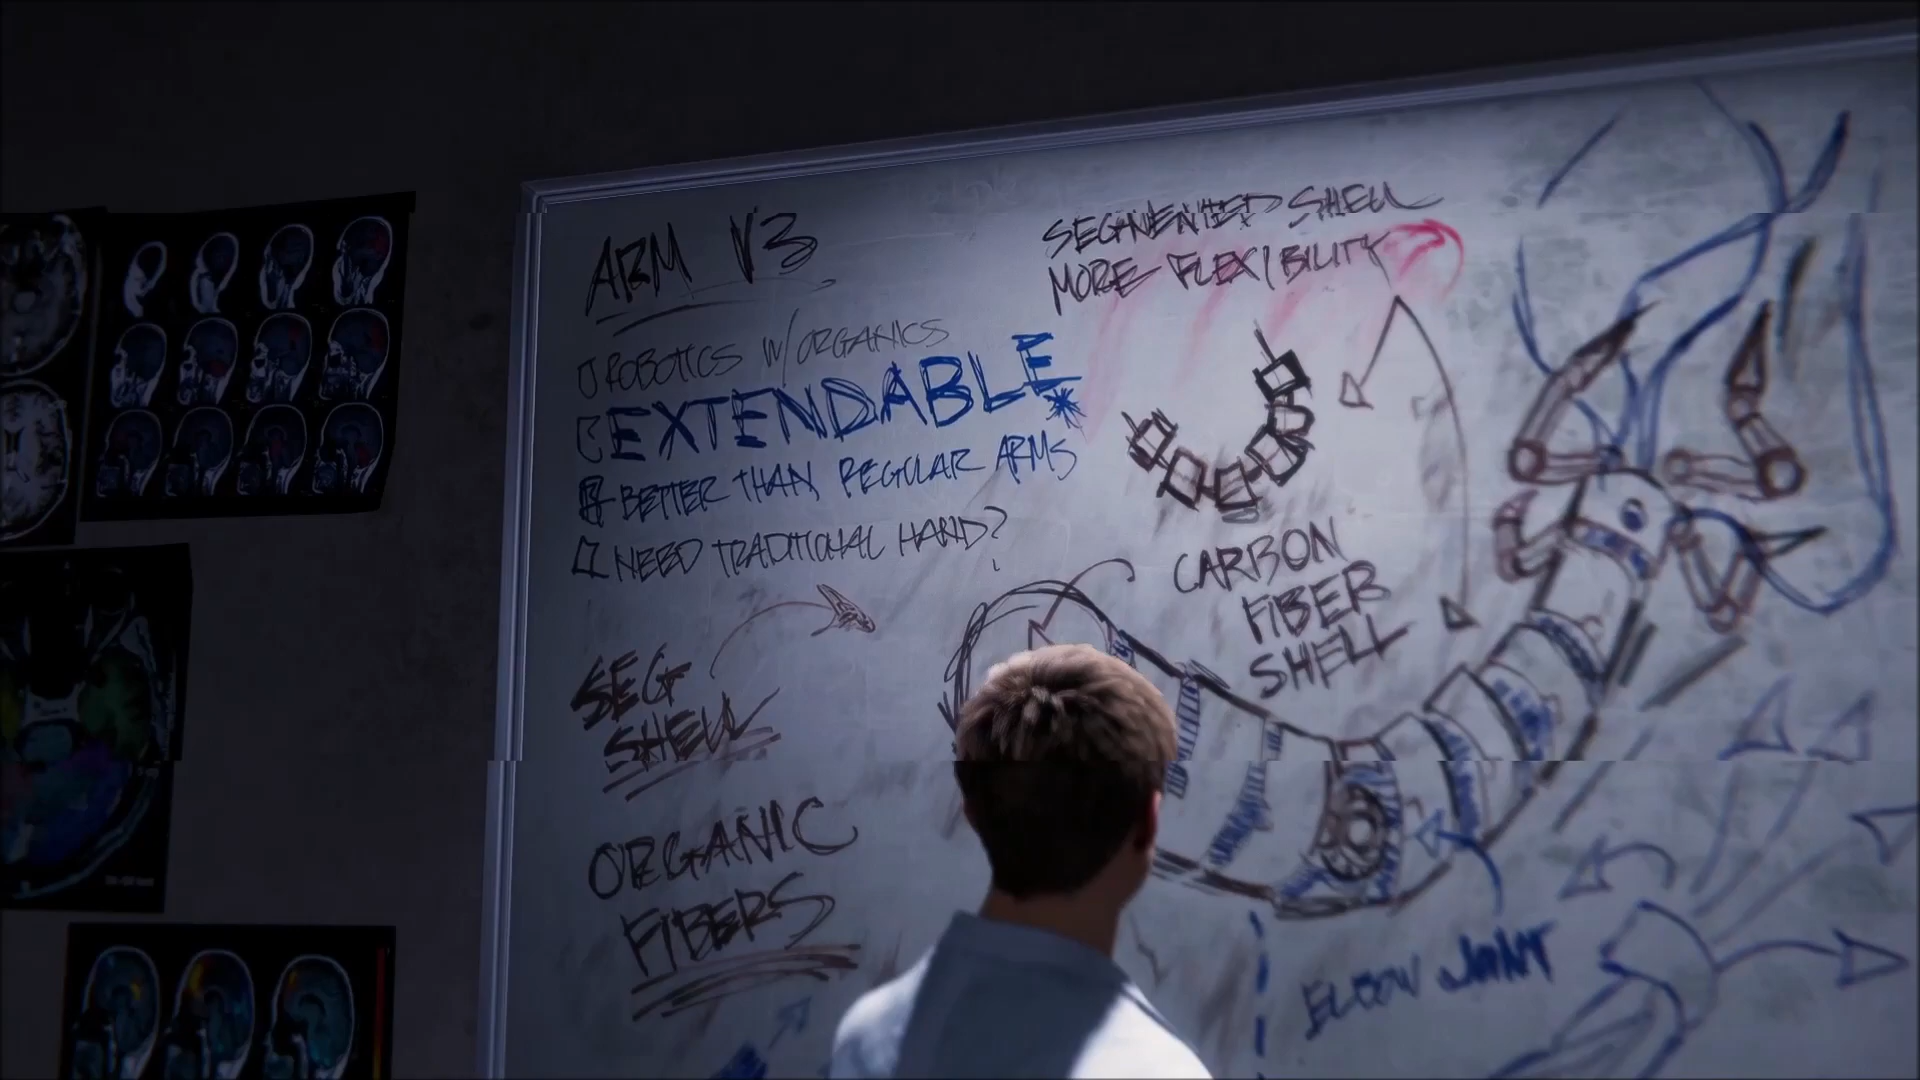 ARM V3
ROBOTICS W/ORGANICS
EXTENDABLE*
BETTER THAN REGULAR ARMS
NEED TRADITIONAL HAND?
SEG
SHELL
ORGANIC
FIBERS
SEGMENTED SHELL
MORE FLEXIBILITY
CARBON
FIBER
SHELL
ELBOW JOINT